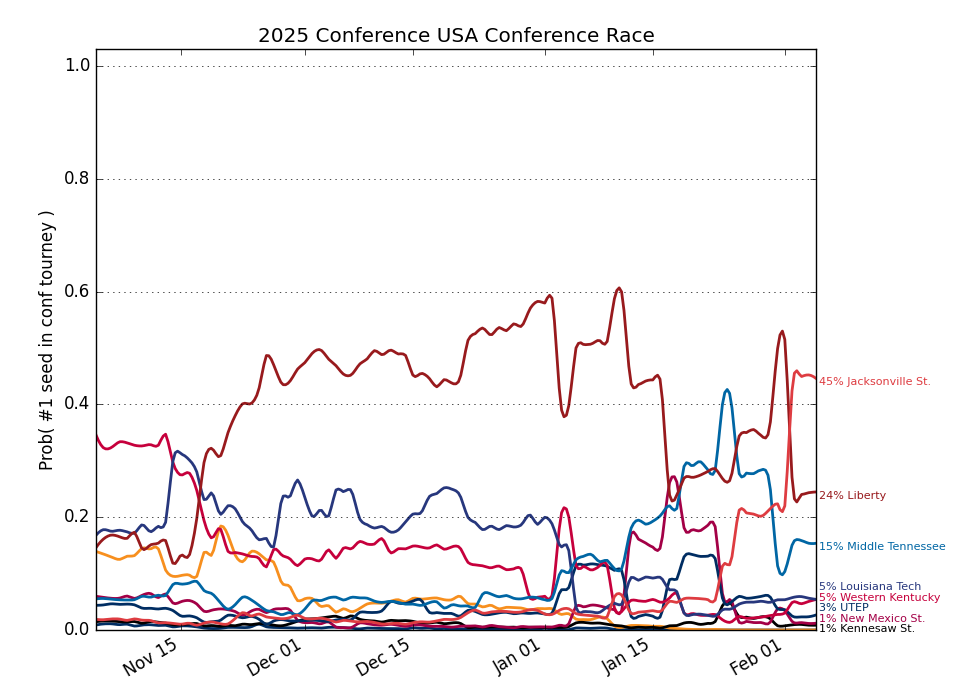 2025 Conference USA Conference Race
Prob( #1 seed in conf tourney )
1.0
0.8
0.6
0.4
0.2
0.0
Nov 15
Dec 01
Dec 15
Jan 01
Jan 15
Feb 01
45% Jacksonville St.
24% Liberty
15% Middle Tennessee
5% Louisiana Tech
5% Western Kentucky
3% UTEP
1% New Mexico St.
1% Kennesaw St.